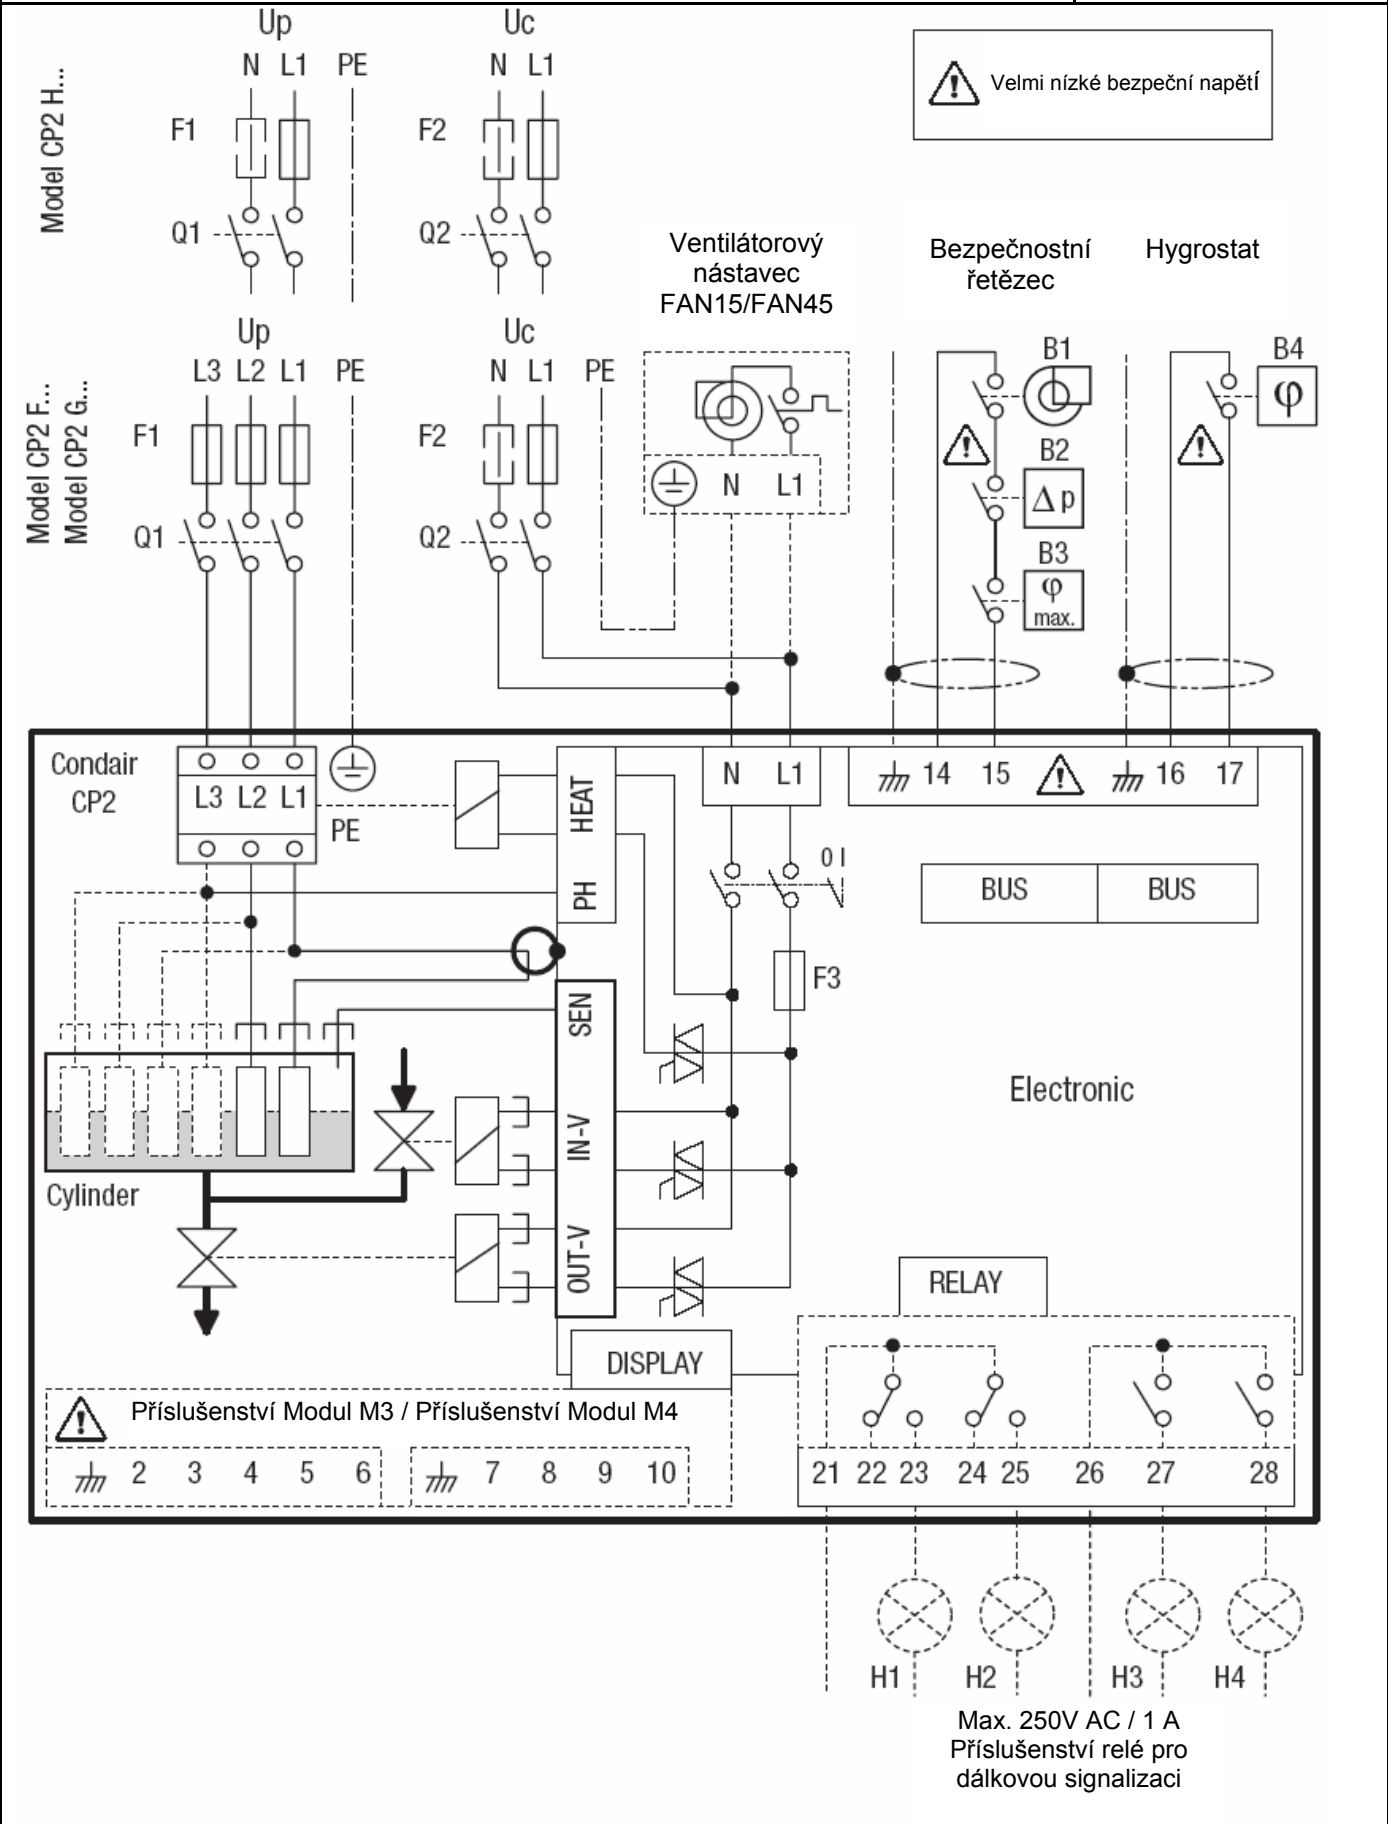 Up
Uc
N L1 PE
N L1
Velmi nízké bezpeční napětí
Model CP2 H...
F1
F2
Q1
Q2
Ventilátorový
nástavec
FAN15/FAN45
Bezpečnostní
řetězec
Hygrostat
Up
Uc
L3 L2 L1 PE
N L1 PE
B1
B4
φ
Model CP2 F...
Model CP2 G...
F1
F2
B2
Δ p
N L1
Q1
Q2
B3
φ
max.
Condair
CP2
L3 L2 L1
PE
HEAT
PH
N L1
14 15
16 17
0 I
BUS
BUS
F3
SEN
Electronic
IN-V
Cylinder
OUT-V
RELAY
DISPLAY
Příslušenství Modul M3 / Příslušenství Modul M4
2 3 4 5 6
7 8 9 10
21 22 23 24 25 26 27 28
H1 H2 H3 H4
Max. 250V AC / 1 A
Příslušenství relé pro
dálkovou signalizaci